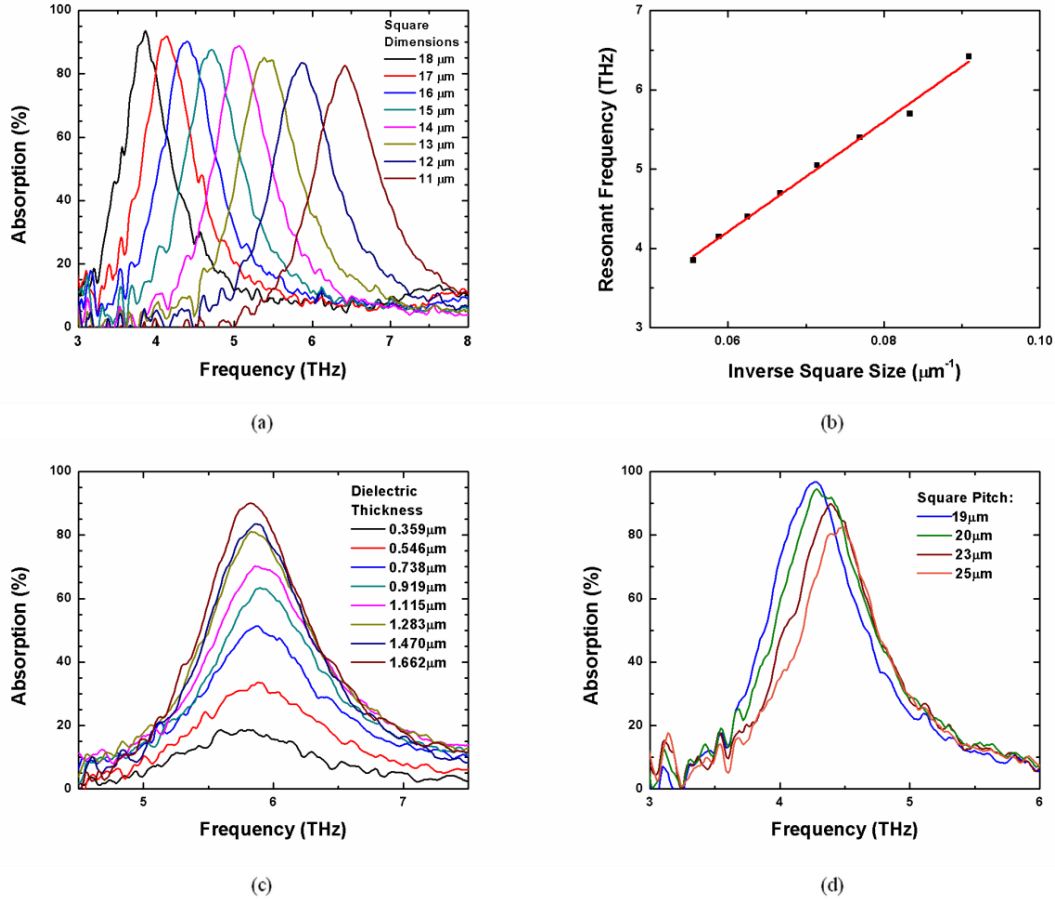 Square
Dimensions
18 μm
17 μm
16 μm
15 μm
14 μm
13 μm
12 μm
11 μm
100
80
60
40
20
0
3 4 5 6 7 8
Absorption (%)
Frequency (THz)
(a)
7
6
5
4
3
0.06 0.08 0.10
Resonant Frequency (THz)
Inverse Square Size (μm⁻¹)
(b)
Dielectric
Thickness
0.359μm
0.546μm
0.738μm
0.919μm
1.115μm
1.283μm
1.470μm
1.662μm
100
80
60
40
20
0
5 6 7
Absorption (%)
Frequency (THz)
(c)
Square Pitch:
19μm
20μm
23μm
25μm
100
80
60
40
20
0
3 4 5 6
Absorption (%)
Frequency (THz)
(d)